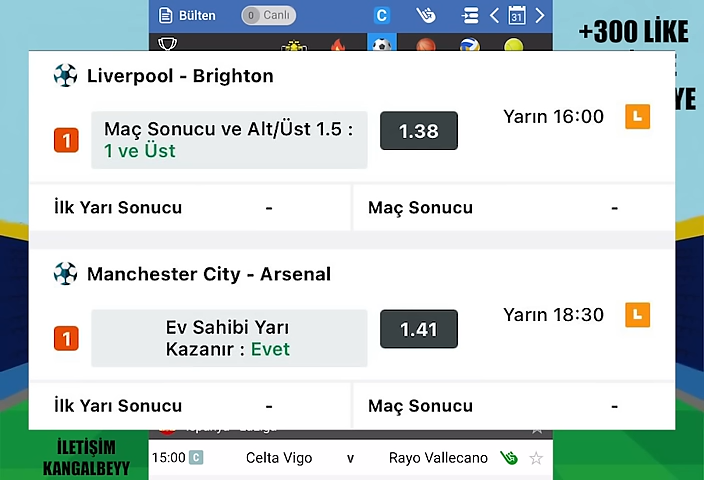 Bülten
0 Canlı
C
31
+300 LİKE
YE
Liverpool - Brighton
1
Maç Sonucu ve Alt/Üst 1.5 :
1 ve Üst
1.38
Yarın 16:00
L
İlk Yarı Sonucu
-
Maç Sonucu
-
Manchester City - Arsenal
1
Ev Sahibi Yarı
Kazanır : Evet
1.41
Yarın 18:30
L
İlk Yarı Sonucu
-
Maç Sonucu
-
İLETİŞİM
KANGALBEYY
15:00 C
Celta Vigo
v
Rayo Vallecano